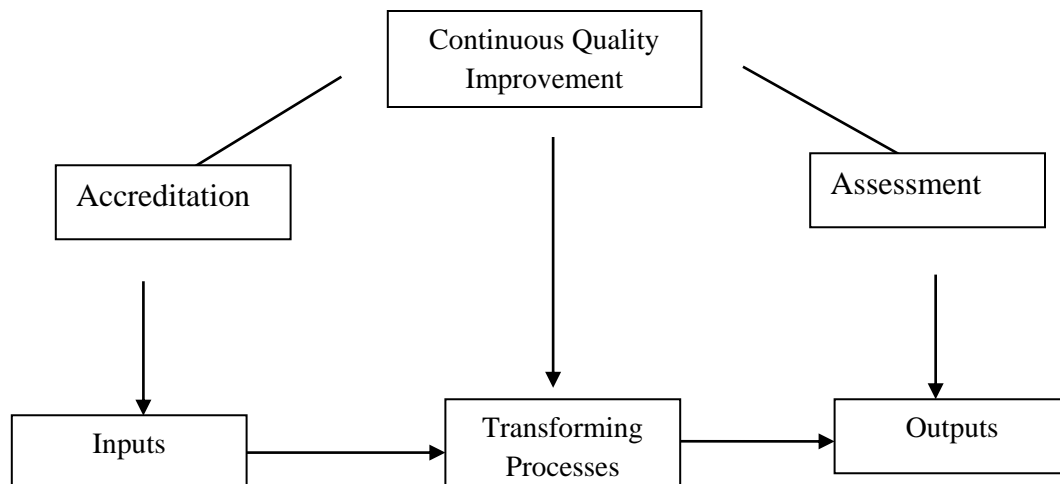 Continuous Quality
Improvement
Accreditation
Assessment
Inputs
Transforming
Processes
Outputs